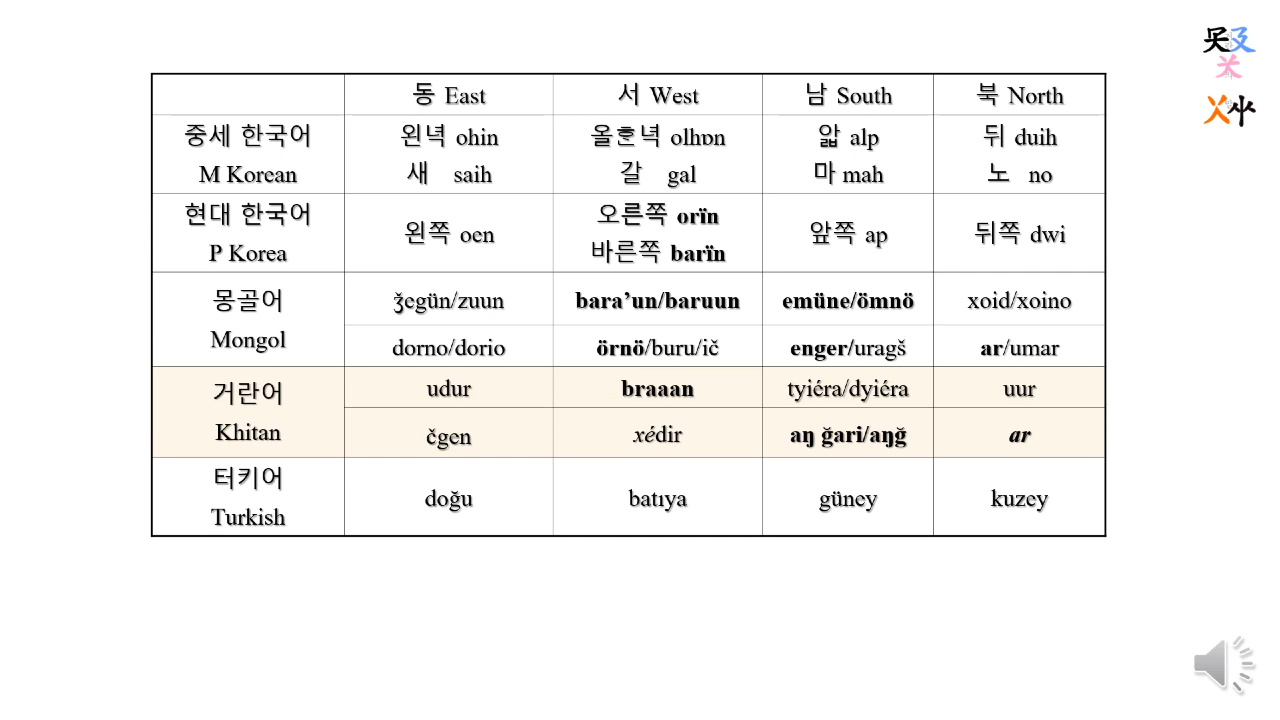 동 East 서 West 남 South 북 North
중세 한국어 왼녁 ohin 올흔녁 olhɒn 앏 alp 뒤 duih
M Korean 새 saih 갈 gal 마 mah 노 no
현대 한국어 왼쪽 oen 오른쪽 orïn 앞쪽 ap 뒤쪽 dwi
P Korea 바른쪽 barïn
몽골어 ǯegün/zuun bara’un/baruun emüne/ömnö xoid/xoino
Mongol dorno/dorio örnö/buru/ič enger/uragš ar/umar
거란어 udur braaan tyiéra/dyiéra uur
Khitan čgen xédir aŋ ğari/aŋğ ar
터키어 doğu batıya güney kuzey
Turkish